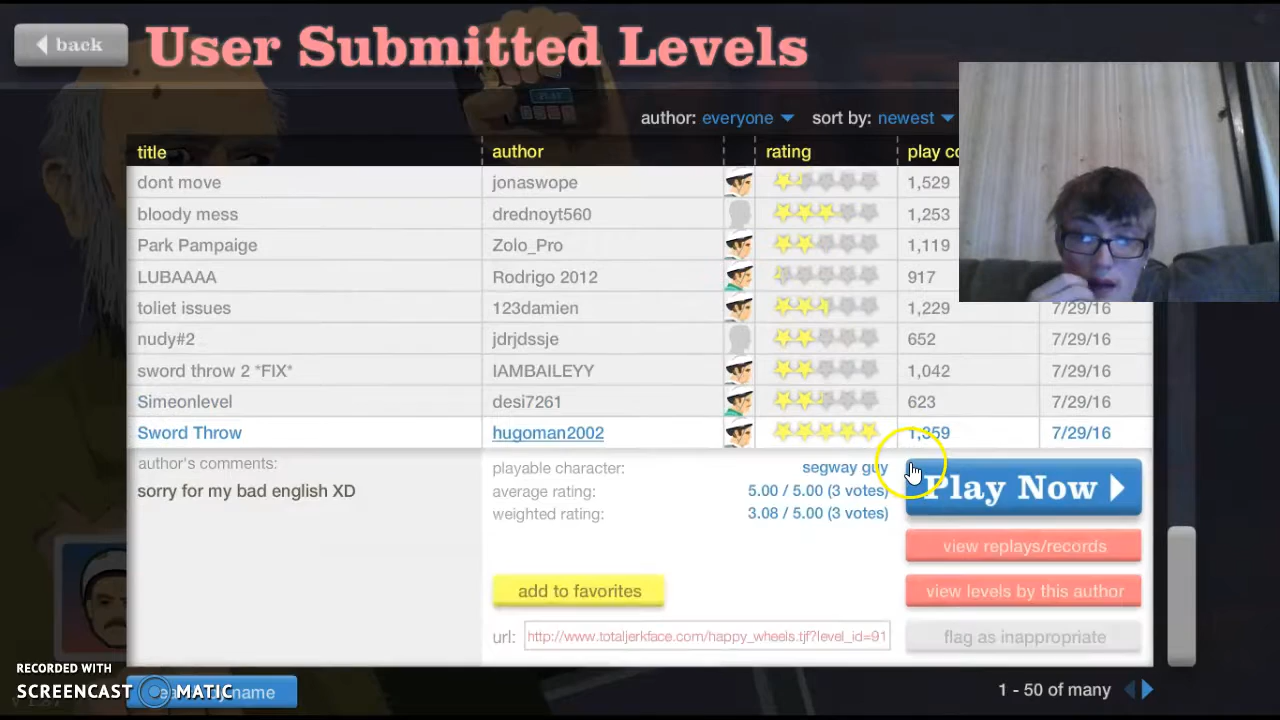 back
User Submitted Levels
author: everyone sort by: newest
title author rating play co
dont move jonaswope 1,529
bloody mess drednoyt560 1,253
Park Pampaige Zolo_Pro 1,119
LUBAAAA Rodrigo 2012 917
toliet issues 123damien 1,229 7/29/16
nudy#2 jdrjdssje 652 7/29/16
sword throw 2 *FIX* IAMBAILEYY 1,042 7/29/16
Simeonlevel desi7261 623 7/29/16
Sword Throw hugoman2002 1,359 7/29/16
author's comments: playable character: segway guy
sorry for my bad english XD average rating: 5.00 / 5.00 (3 votes) Play Now
weighted rating: 3.08 / 5.00 (3 votes)
view replays/records
add to favorites view levels by this author
url: http://www.totaljerkface.com/happy_wheels.tjf?level_id=91 flag as inappropriate
RECORDED WITH
SCREENCAST MATIC name 1 - 50 of many